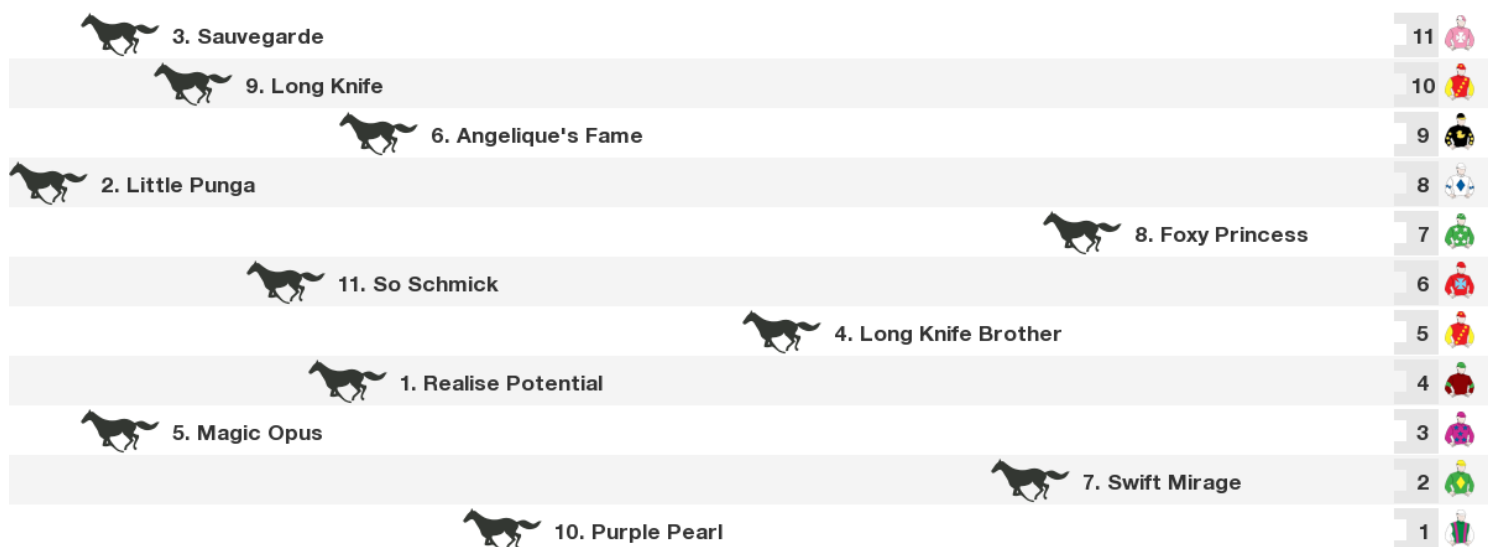 3. Sauvegarde 11
9. Long Knife 10
6. Angelique's Fame 9
2. Little Punga 8
8. Foxy Princess 7
11. So Schmick 6
4. Long Knife Brother 5
1. Realise Potential 4
5. Magic Opus 3
7. Swift Mirage 2
10. Purple Pearl 1